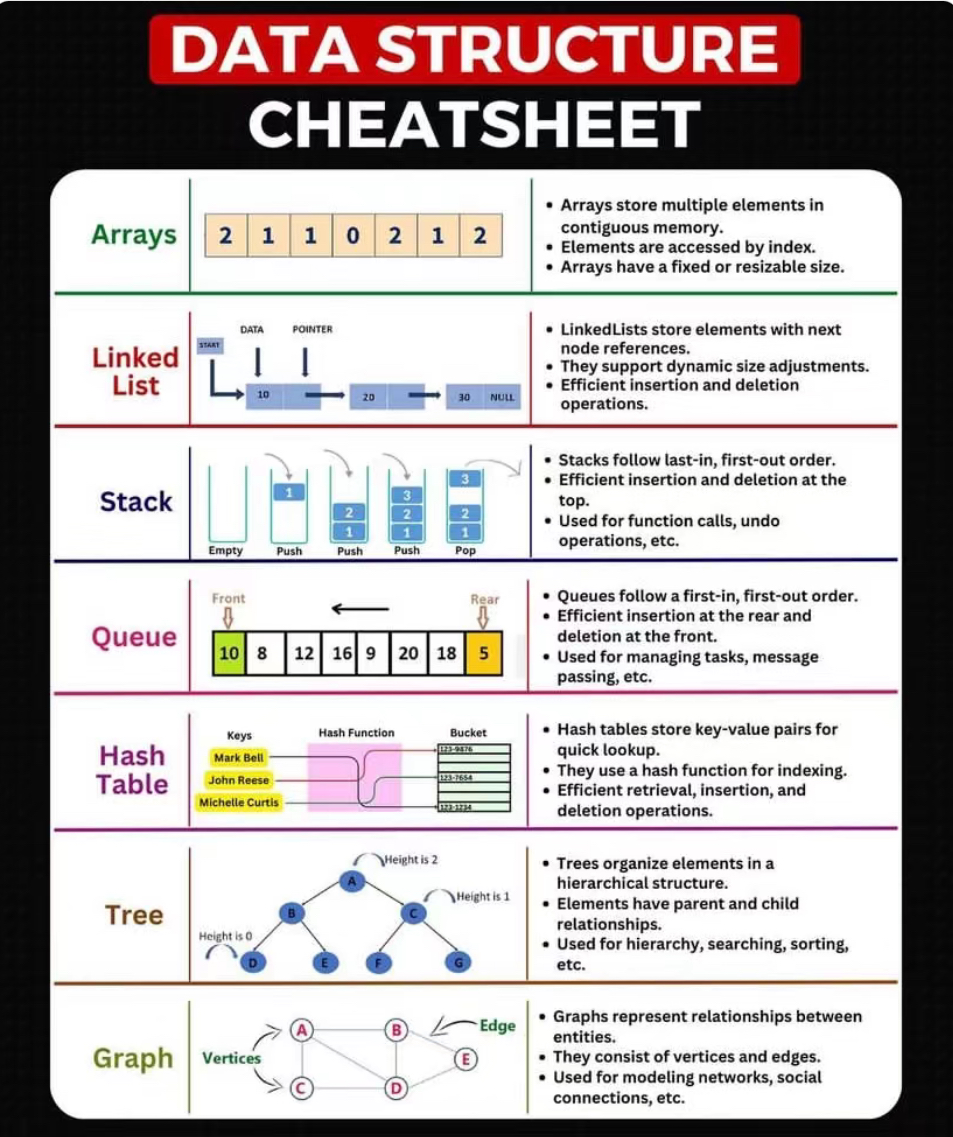 DATA STRUCTURE
CHEATSHEET
Arrays
2 1 1 0 2 1 2
• Arrays store multiple elements in
contiguous memory.
• Elements are accessed by index.
• Arrays have a fixed or resizable size.
Linked
List
START
DATA
POINTER
10
20
30
NULL
• LinkedLists store elements with next
node references.
• They support dynamic size adjustments.
• Efficient insertion and deletion
operations.
Stack
1
2
1
3
2
1
3
2
1
Empty
Push
Push
Push
Pop
• Stacks follow last-in, first-out order.
• Efficient insertion and deletion at the
top.
• Used for function calls, undo
operations, etc.
Queue
Front
Rear
10 8 12 16 9 20 18 5
• Queues follow a first-in, first-out order.
• Efficient insertion at the rear and
deletion at the front.
• Used for managing tasks, message
passing, etc.
Hash
Table
Keys
Hash Function
Bucket
Mark Bell
John Reese
Michelle Curtis
123-9876
123-7654
123-1234
• Hash tables store key-value pairs for
quick lookup.
• They use a hash function for indexing.
• Efficient retrieval, insertion, and
deletion operations.
Tree
Height is 2
A
Height is 1
B
C
Height is 0
D
E
F
G
• Trees organize elements in a
hierarchical structure.
• Elements have parent and child
relationships.
• Used for hierarchy, searching, sorting,
etc.
Graph
Vertices
A
B
Edge
E
C
D
• Graphs represent relationships between
entities.
• They consist of vertices and edges.
• Used for modeling networks, social
connections, etc.